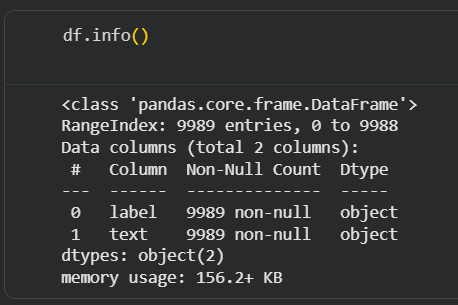 df.info()
<class 'pandas.core.frame.DataFrame'>
RangeIndex: 9989 entries, 0 to 9988
Data columns (total 2 columns):
 #   Column  Non-Null Count  Dtype
---  ------  --------------  -----
 0   label   9989 non-null   object
 1   text    9989 non-null   object
dtypes: object(2)
memory usage: 156.2+ KB